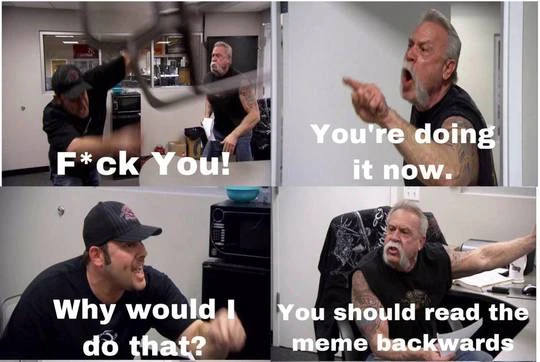 F*ck You!
You're doing
it now.
Why would I
do that?
You should read the
meme backwards